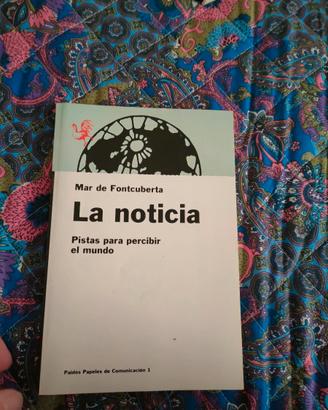 Mar de Fontcuberta
La noticia
Pistas para percibir
el mundo
Paidós Papeles de Comunicación 1